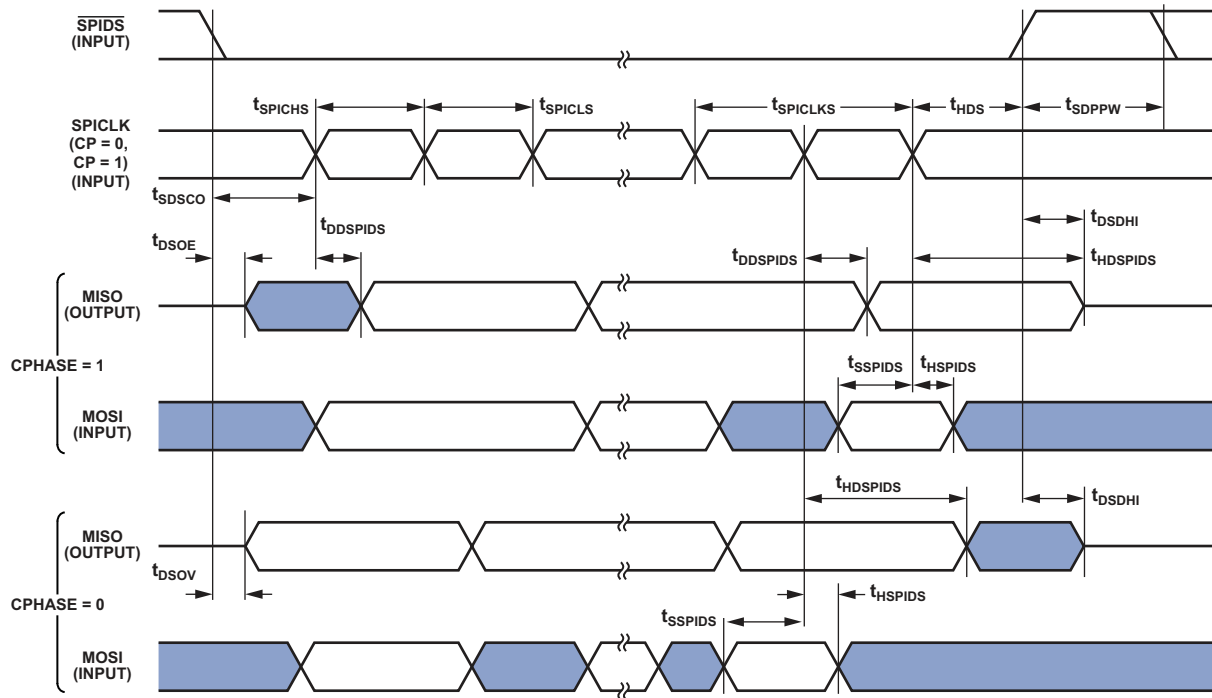 SPIDS
(INPUT)
tSPICHS
tSPICLS
tSPICLKS
tHDS
tSDPPW
SPICLK
(CP = 0,
CP = 1)
(INPUT)
tSDSCO
tDDSPIDS
tDSOE
tDDSPIDS
tDSDHI
tHDSPIDS
MISO
(OUTPUT)
CPHASE = 1
tSSPIDS
tHSPIDS
MOSI
(INPUT)
tHDSPIDS
tDSDHI
MISO
(OUTPUT)
tDSOV
CPHASE = 0
tHSPIDS
tSSPIDS
MOSI
(INPUT)